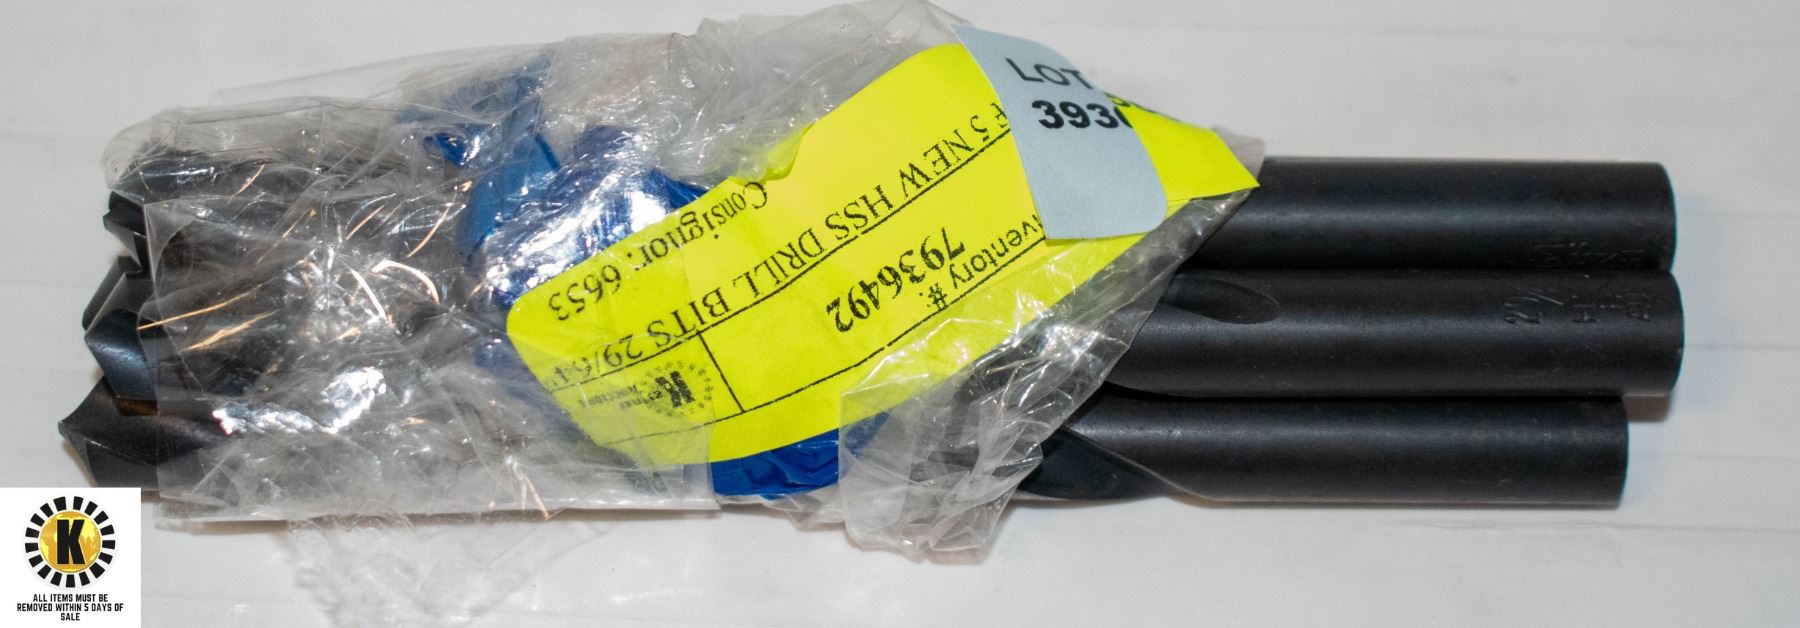 LOT
393
F 5 NEW HSS DRILL BITS 29/64"
Consignor: 6653
nventory #:
7936492
K
K
ALL ITEMS MUST BE
REMOVED WITHIN 5 DAYS OF
SALE